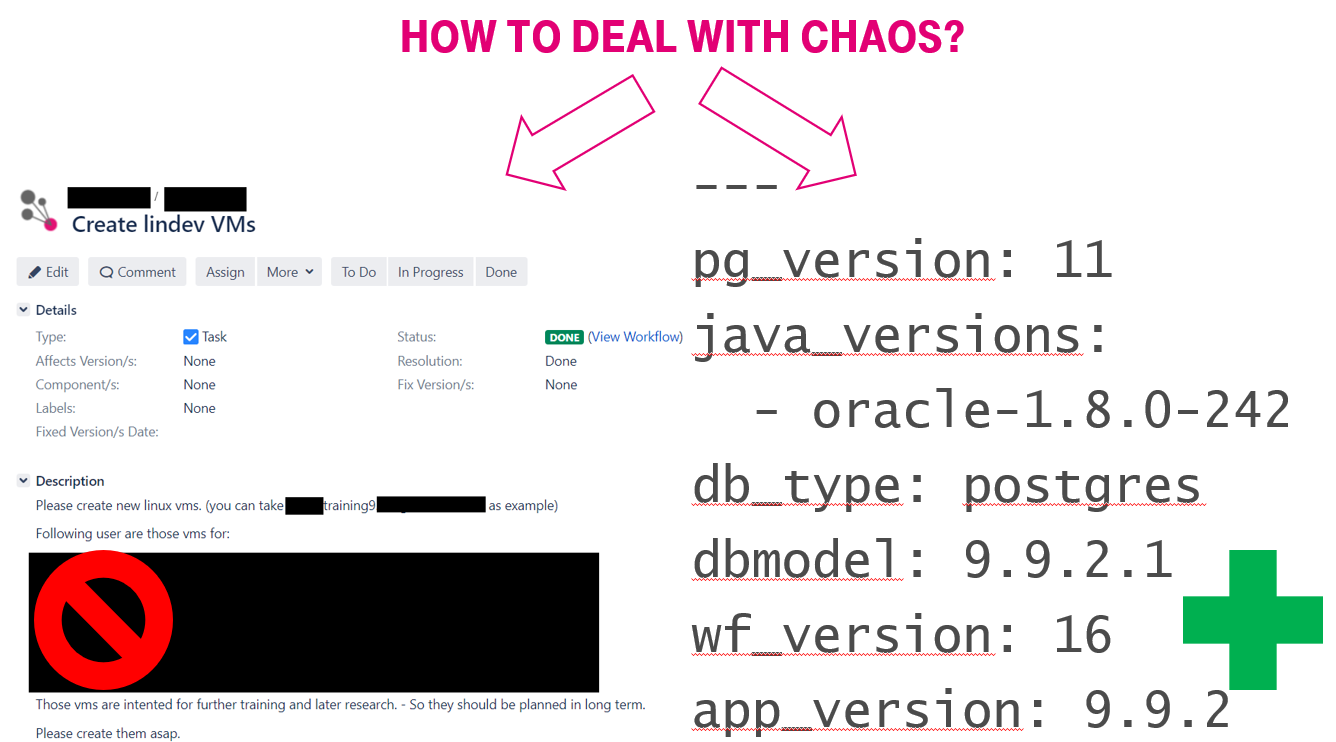 HOW TO DEAL WITH CHAOS?
/
Create lindev VMs
Edit
Comment
Assign
More
To Do
In Progress
Done
Details
Type: Task
Status: DONE (View Workflow)
Affects Version/s: None
Resolution: Done
Component/s: None
Fix Version/s: None
Labels: None
Fixed Version/s Date:
Description
Please create new linux vms. (you can take training9 as example)
Following user are those vms for:
Those vms are intented for further training and later research. - So they should be planned in long term.
Please create them asap.
---
pg_version: 11
java_versions:
- oracle-1.8.0-242
db_type: postgres
dbmodel: 9.9.2.1
wf_version: 16
app_version: 9.9.2